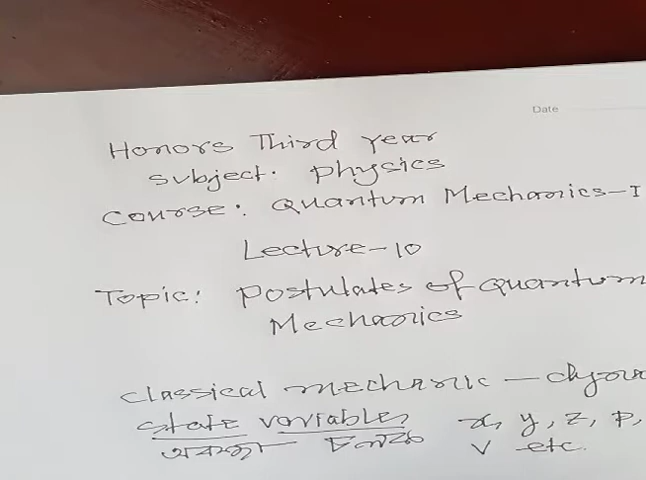 Date
Honors Third year
Subject: Physics
Course: Quantum Mechanics-I
Lecture-10
Topic: Postulates of Quantum
Mechanics
Classical mechanic —
state variables x, y, z, p,
অবস্থা চলক v etc.